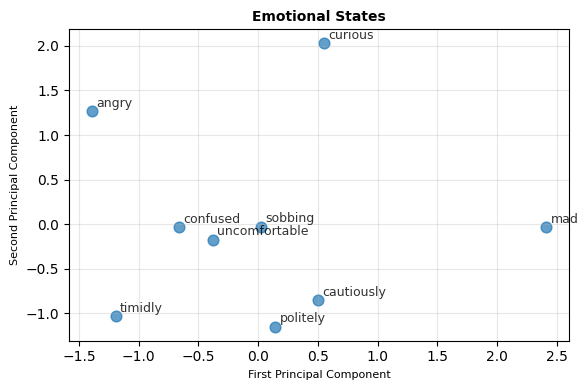 Emotional States
curious
angry
confused
sobbing
uncomfortable
mad
timidly
cautiously
politely
2.0
1.5
1.0
0.5
0.0
−0.5
−1.0
Second Principal Component
−1.5
−1.0
−0.5
0.0
0.5
1.0
1.5
2.0
2.5
First Principal Component